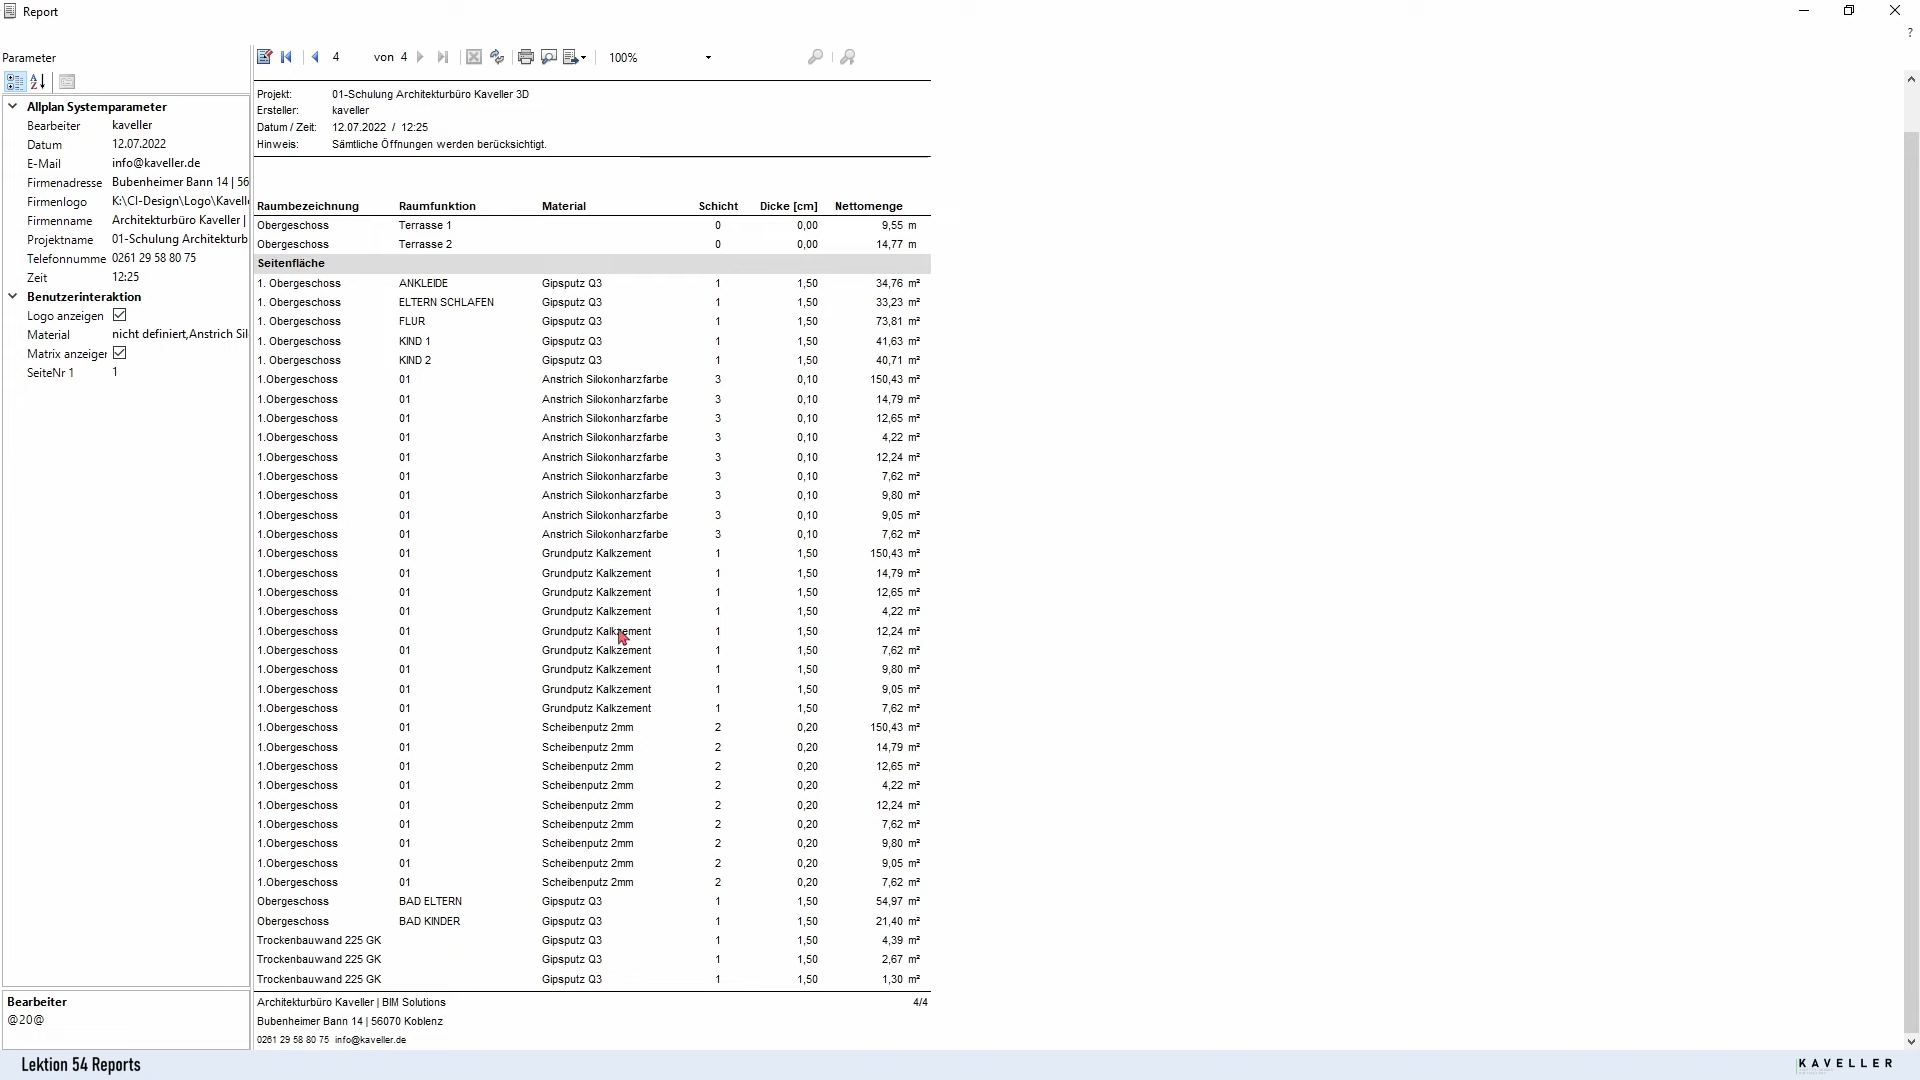 Report
?
Parameter
4 von 4 100%
Allplan Systemparameter
Bearbeiter kaveller
Datum 12.07.2022
E-Mail info@kaveller.de
Firmenadresse Bubenheimer Bann 14 | 56
Firmenlogo K:\CI-Design\Logo\Kavelle
Firmenname Architekturbüro Kaveller |
Projektname 01-Schulung Architekturb
Telefonnumme 0261 29 58 80 75
Zeit 12:25
Benutzerinteraktion
Logo anzeigen
Material nicht definiert,Anstrich Sil
Matrix anzeiger
SeiteNr 1 1
Bearbeiter
@20@
Projekt: 01-Schulung Architekturbüro Kaveller 3D
Ersteller: kaveller
Datum / Zeit: 12.07.2022 / 12:25
Hinweis: Sämtliche Öffnungen werden berücksichtigt.
Raumbezeichnung Raumfunktion Material Schicht Dicke [cm] Nettomenge
Obergeschoss Terrasse 1 0 0,00 9,55 m
Obergeschoss Terrasse 2 0 0,00 14,77 m
Seitenfläche
1. Obergeschoss ANKLEIDE Gipsputz Q3 1 1,50 34,76 m²
1. Obergeschoss ELTERN SCHLAFEN Gipsputz Q3 1 1,50 33,23 m²
1. Obergeschoss FLUR Gipsputz Q3 1 1,50 73,81 m²
1. Obergeschoss KIND 1 Gipsputz Q3 1 1,50 41,63 m²
1. Obergeschoss KIND 2 Gipsputz Q3 1 1,50 40,71 m²
1.Obergeschoss 01 Anstrich Silokonharzfarbe 3 0,10 150,43 m²
1.Obergeschoss 01 Anstrich Silokonharzfarbe 3 0,10 14,79 m²
1.Obergeschoss 01 Anstrich Silokonharzfarbe 3 0,10 12,65 m²
1.Obergeschoss 01 Anstrich Silokonharzfarbe 3 0,10 4,22 m²
1.Obergeschoss 01 Anstrich Silokonharzfarbe 3 0,10 12,24 m²
1.Obergeschoss 01 Anstrich Silokonharzfarbe 3 0,10 7,62 m²
1.Obergeschoss 01 Anstrich Silokonharzfarbe 3 0,10 9,80 m²
1.Obergeschoss 01 Anstrich Silokonharzfarbe 3 0,10 9,05 m²
1.Obergeschoss 01 Anstrich Silokonharzfarbe 3 0,10 7,62 m²
1.Obergeschoss 01 Grundputz Kalkzement 1 1,50 150,43 m²
1.Obergeschoss 01 Grundputz Kalkzement 1 1,50 14,79 m²
1.Obergeschoss 01 Grundputz Kalkzement 1 1,50 12,65 m²
1.Obergeschoss 01 Grundputz Kalkzement 1 1,50 4,22 m²
1.Obergeschoss 01 Grundputz Kalkzement 1 1,50 12,24 m²
1.Obergeschoss 01 Grundputz Kalkzement 1 1,50 7,62 m²
1.Obergeschoss 01 Grundputz Kalkzement 1 1,50 9,80 m²
1.Obergeschoss 01 Grundputz Kalkzement 1 1,50 9,05 m²
1.Obergeschoss 01 Grundputz Kalkzement 1 1,50 7,62 m²
1.Obergeschoss 01 Scheibenputz 2mm 2 0,20 150,43 m²
1.Obergeschoss 01 Scheibenputz 2mm 2 0,20 14,79 m²
1.Obergeschoss 01 Scheibenputz 2mm 2 0,20 12,65 m²
1.Obergeschoss 01 Scheibenputz 2mm 2 0,20 4,22 m²
1.Obergeschoss 01 Scheibenputz 2mm 2 0,20 12,24 m²
1.Obergeschoss 01 Scheibenputz 2mm 2 0,20 7,62 m²
1.Obergeschoss 01 Scheibenputz 2mm 2 0,20 9,80 m²
1.Obergeschoss 01 Scheibenputz 2mm 2 0,20 9,05 m²
1.Obergeschoss 01 Scheibenputz 2mm 2 0,20 7,62 m²
Obergeschoss BAD ELTERN Gipsputz Q3 1 1,50 54,97 m²
Obergeschoss BAD KINDER Gipsputz Q3 1 1,50 21,40 m²
Trockenbauwand 225 GK Gipsputz Q3 1 1,50 4,39 m²
Trockenbauwand 225 GK Gipsputz Q3 1 1,50 2,67 m²
Trockenbauwand 225 GK Gipsputz Q3 1 1,50 1,30 m²
Architekturbüro Kaveller | BIM Solutions 4/4
Bubenheimer Bann 14 | 56070 Koblenz
0261 29 58 80 75 info@kaveller.de
Lektion 54 Reports
KAVELLER